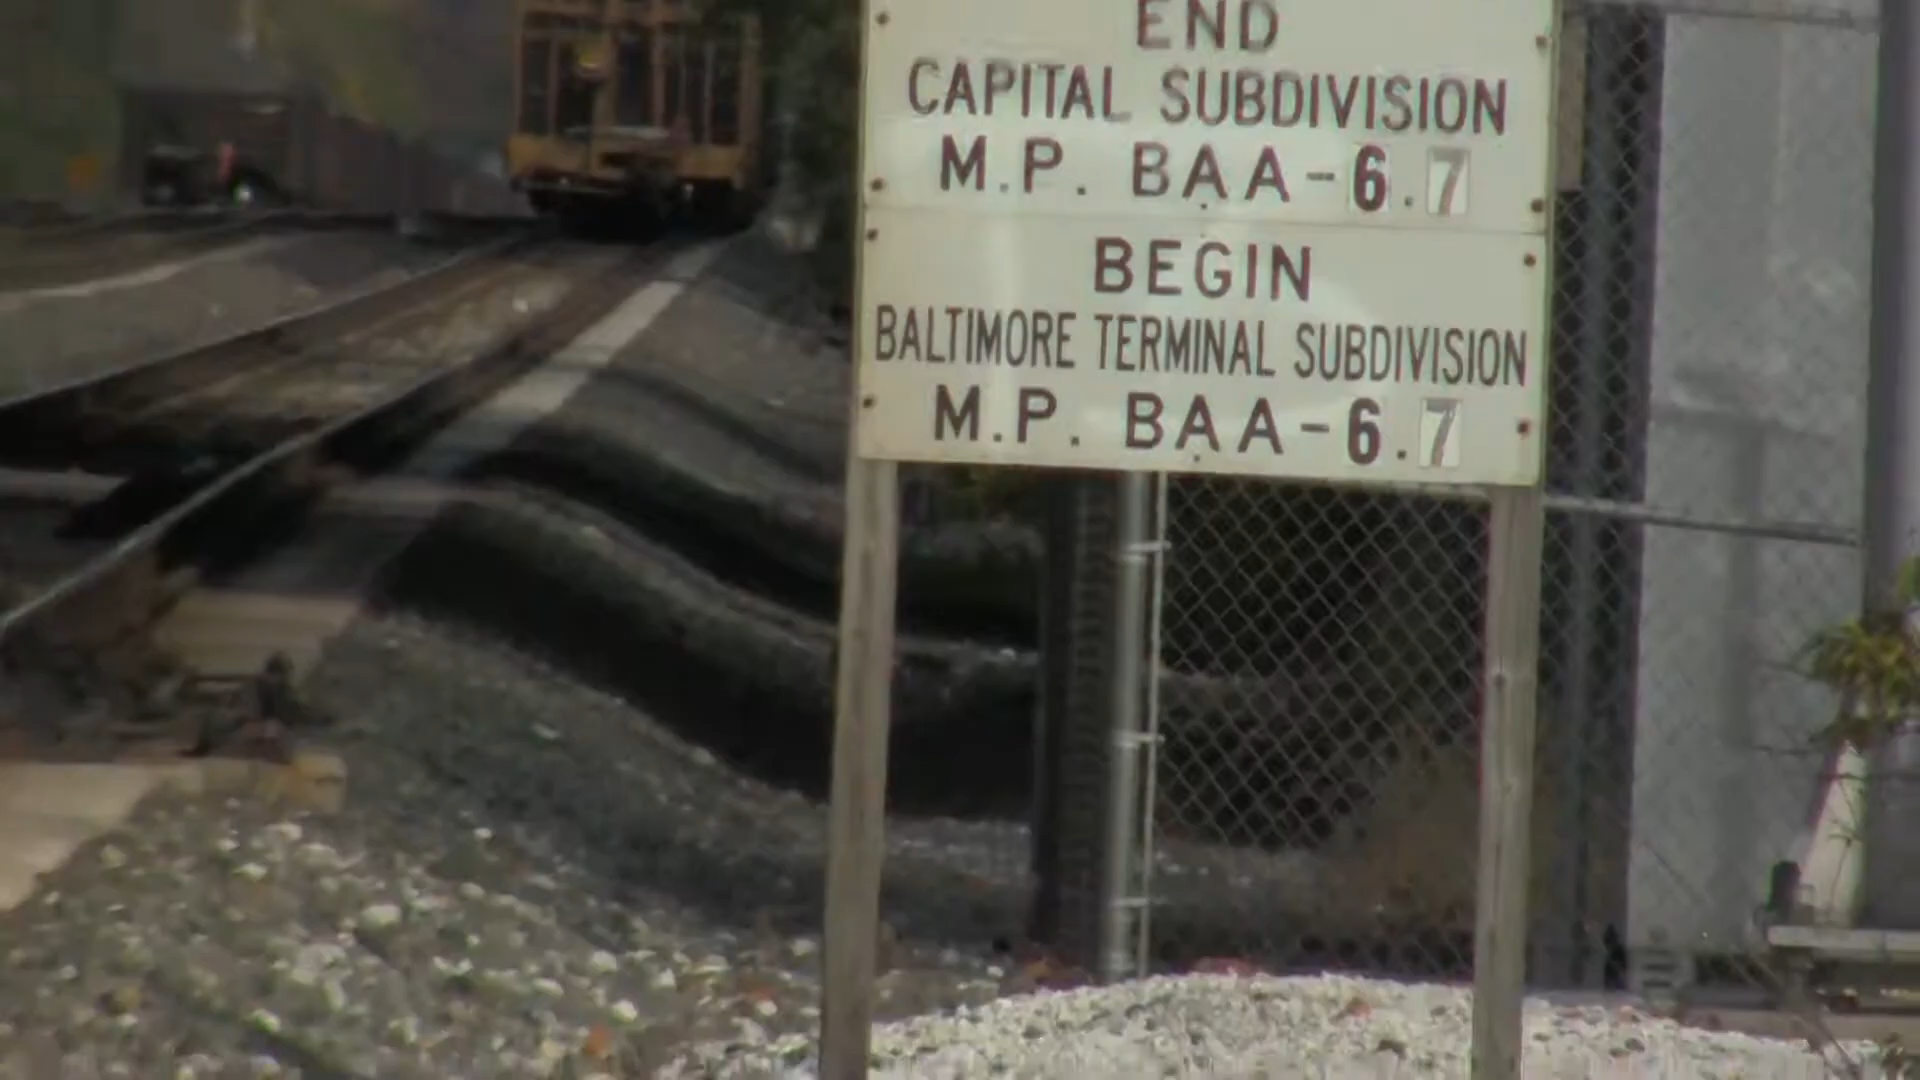 END
CAPITAL SUBDIVISION
M.P. BAA-6.7
BEGIN
BALTIMORE TERMINAL SUBDIVISION
M.P. BAA-6.7